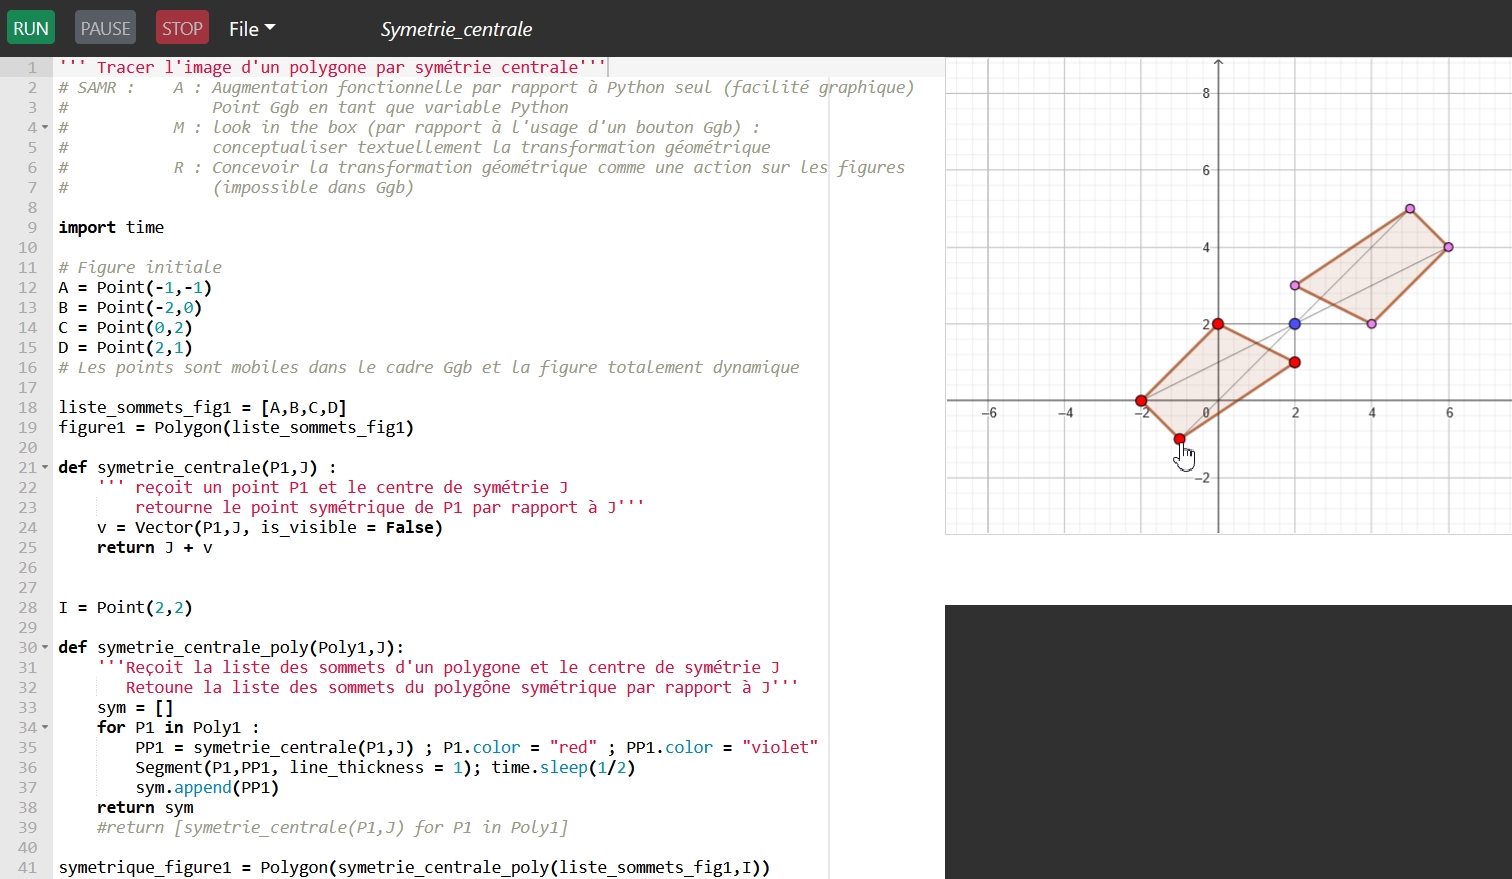 RUN PAUSE STOP File Symetrie_centrale
1 ''' Tracer l'image d'un polygone par symétrie centrale'''
2 # SAMR : A : Augmentation fonctionnelle par rapport à Python seul (facilité graphique)
3 # Point Ggb en tant que variable Python
4 # M : look in the box (par rapport à l'usage d'un bouton Ggb) :
5 # conceptualiser textuellement la transformation géométrique
6 # R : Concevoir la transformation géométrique comme une action sur les figures
7 # (impossible dans Ggb)
8
9 import time
10
11 # Figure initiale
12 A = Point(-1,-1)
13 B = Point(-2,0)
14 C = Point(0,2)
15 D = Point(2,1)
16 # Les points sont mobiles dans le cadre Ggb et la figure totalement dynamique
17
18 liste_sommets_fig1 = [A,B,C,D]
19 figure1 = Polygon(liste_sommets_fig1)
20
21 def symetrie_centrale(P1,J) :
22 ''' reçoit un point P1 et le centre de symétrie J
23 retourne le point symétrique de P1 par rapport à J'''
24 v = Vector(P1,J, is_visible = False)
25 return J + v
26
27
28 I = Point(2,2)
29
30 def symetrie_centrale_poly(Poly1,J):
31 '''Reçoit la liste des sommets d'un polygone et le centre de symétrie J
32 Retoune la liste des sommets du polygône symétrique par rapport à J'''
33 sym = []
34 for P1 in Poly1 :
35 PP1 = symetrie_centrale(P1,J) ; P1.color = "red" ; PP1.color = "violet"
36 Segment(P1,PP1, line_thickness = 1); time.sleep(1/2)
37 sym.append(PP1)
38 return sym
39 #return [symetrie_centrale(P1,J) for P1 in Poly1]
40
41 symetrique_figure1 = Polygon(symetrie_centrale_poly(liste_sommets_fig1,I))
8
6
4
2
-6 -4 -2 0 2 4 6
-2